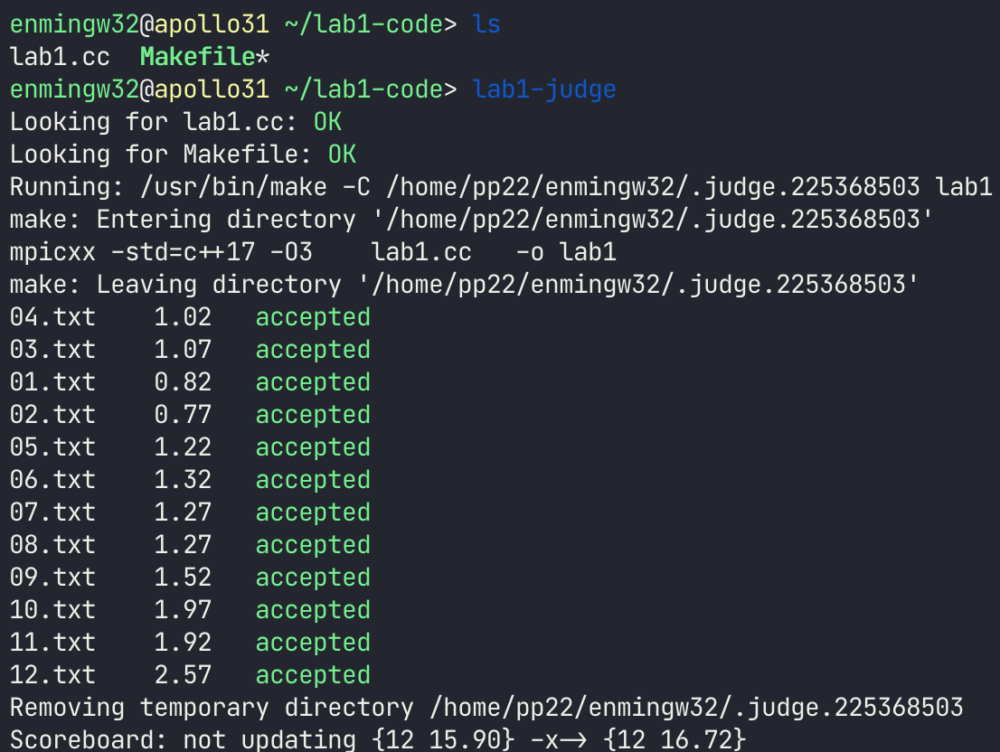 enmingw32@apollo31 ~/lab1-code> ls
lab1.cc  Makefile*
enmingw32@apollo31 ~/lab1-code> lab1-judge
Looking for lab1.cc: OK
Looking for Makefile: OK
Running: /usr/bin/make -C /home/pp22/enmingw32/.judge.225368503 lab1
make: Entering directory '/home/pp22/enmingw32/.judge.225368503'
mpicxx -std=c++17 -O3    lab1.cc   -o lab1
make: Leaving directory '/home/pp22/enmingw32/.judge.225368503'
04.txt    1.02   accepted
03.txt    1.07   accepted
01.txt    0.82   accepted
02.txt    0.77   accepted
05.txt    1.22   accepted
06.txt    1.32   accepted
07.txt    1.27   accepted
08.txt    1.27   accepted
09.txt    1.52   accepted
10.txt    1.97   accepted
11.txt    1.92   accepted
12.txt    2.57   accepted
Removing temporary directory /home/pp22/enmingw32/.judge.225368503
Scoreboard: not updating {12 15.90} -x-> {12 16.72}